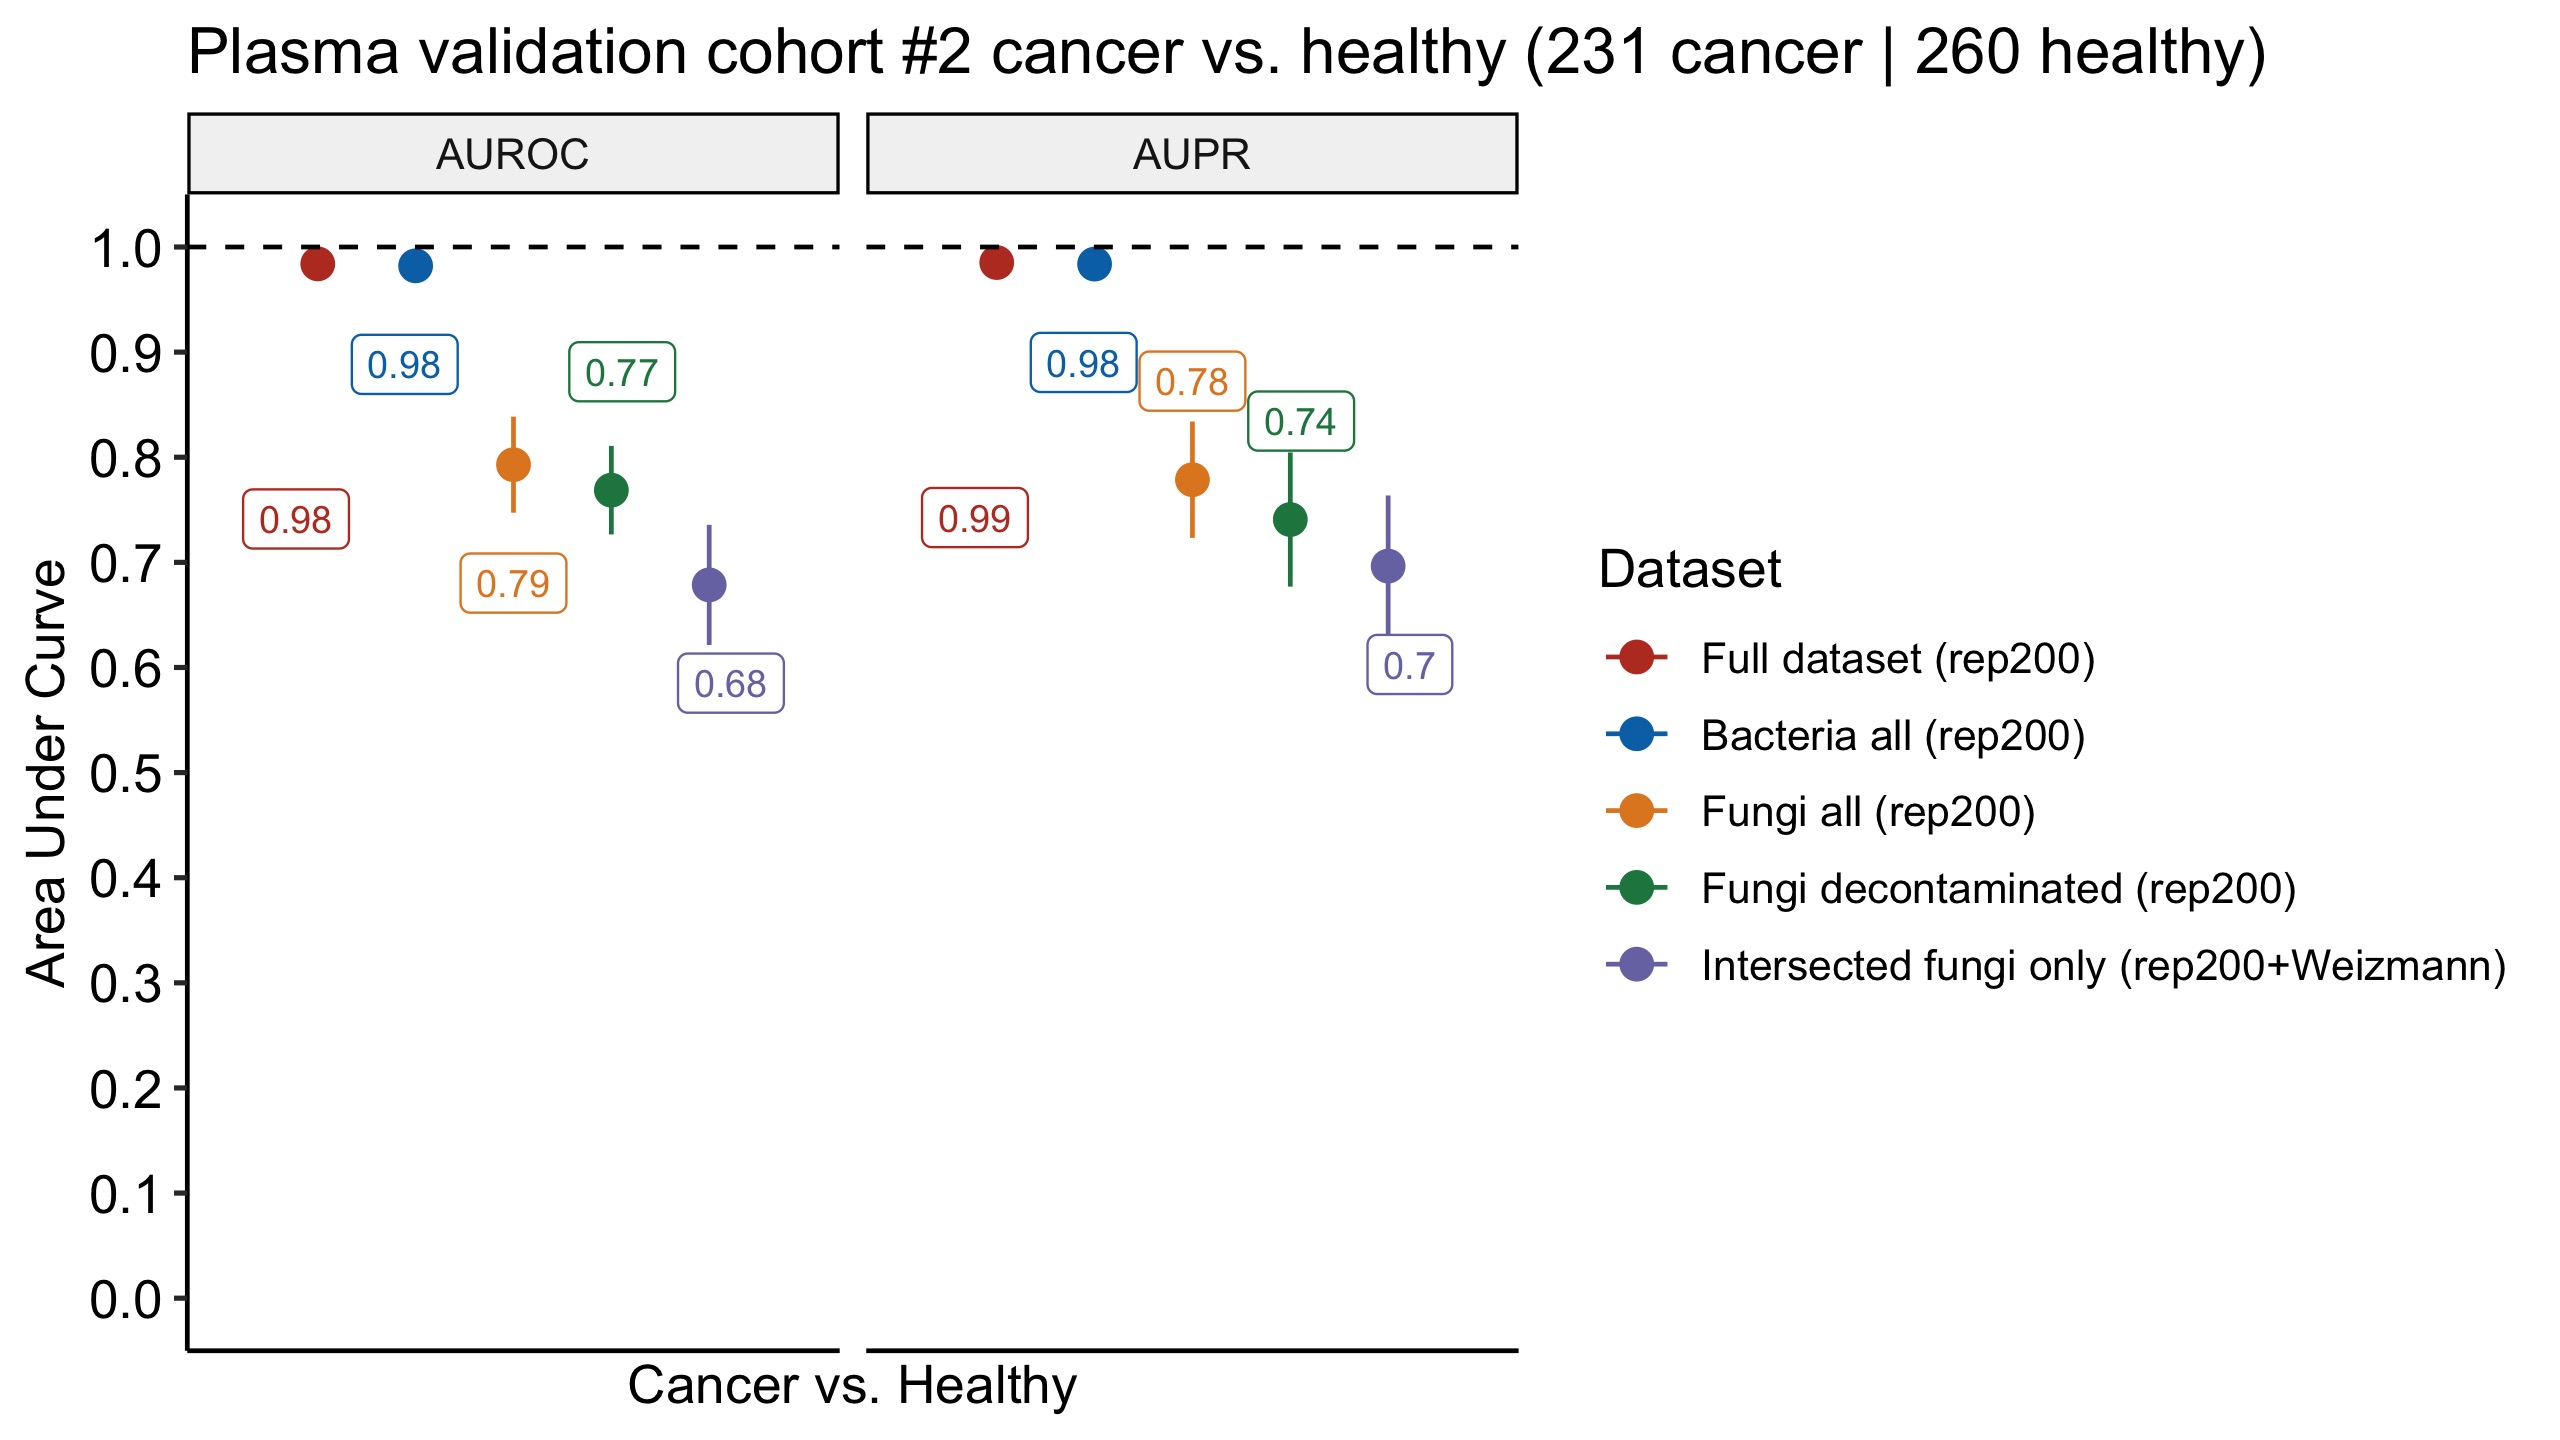 Plasma validation cohort #2 cancer vs. healthy (231 cancer | 260 healthy)
AUROC
AUPR
Area Under Curve
1.0
0.9
0.8
0.7
0.6
0.5
0.4
0.3
0.2
0.1
0.0
0.98
0.98
0.79
0.77
0.68
0.99
0.98
0.78
0.74
0.7
Cancer vs. Healthy
Dataset
Full dataset (rep200)
Bacteria all (rep200)
Fungi all (rep200)
Fungi decontaminated (rep200)
Intersected fungi only (rep200+Weizmann)